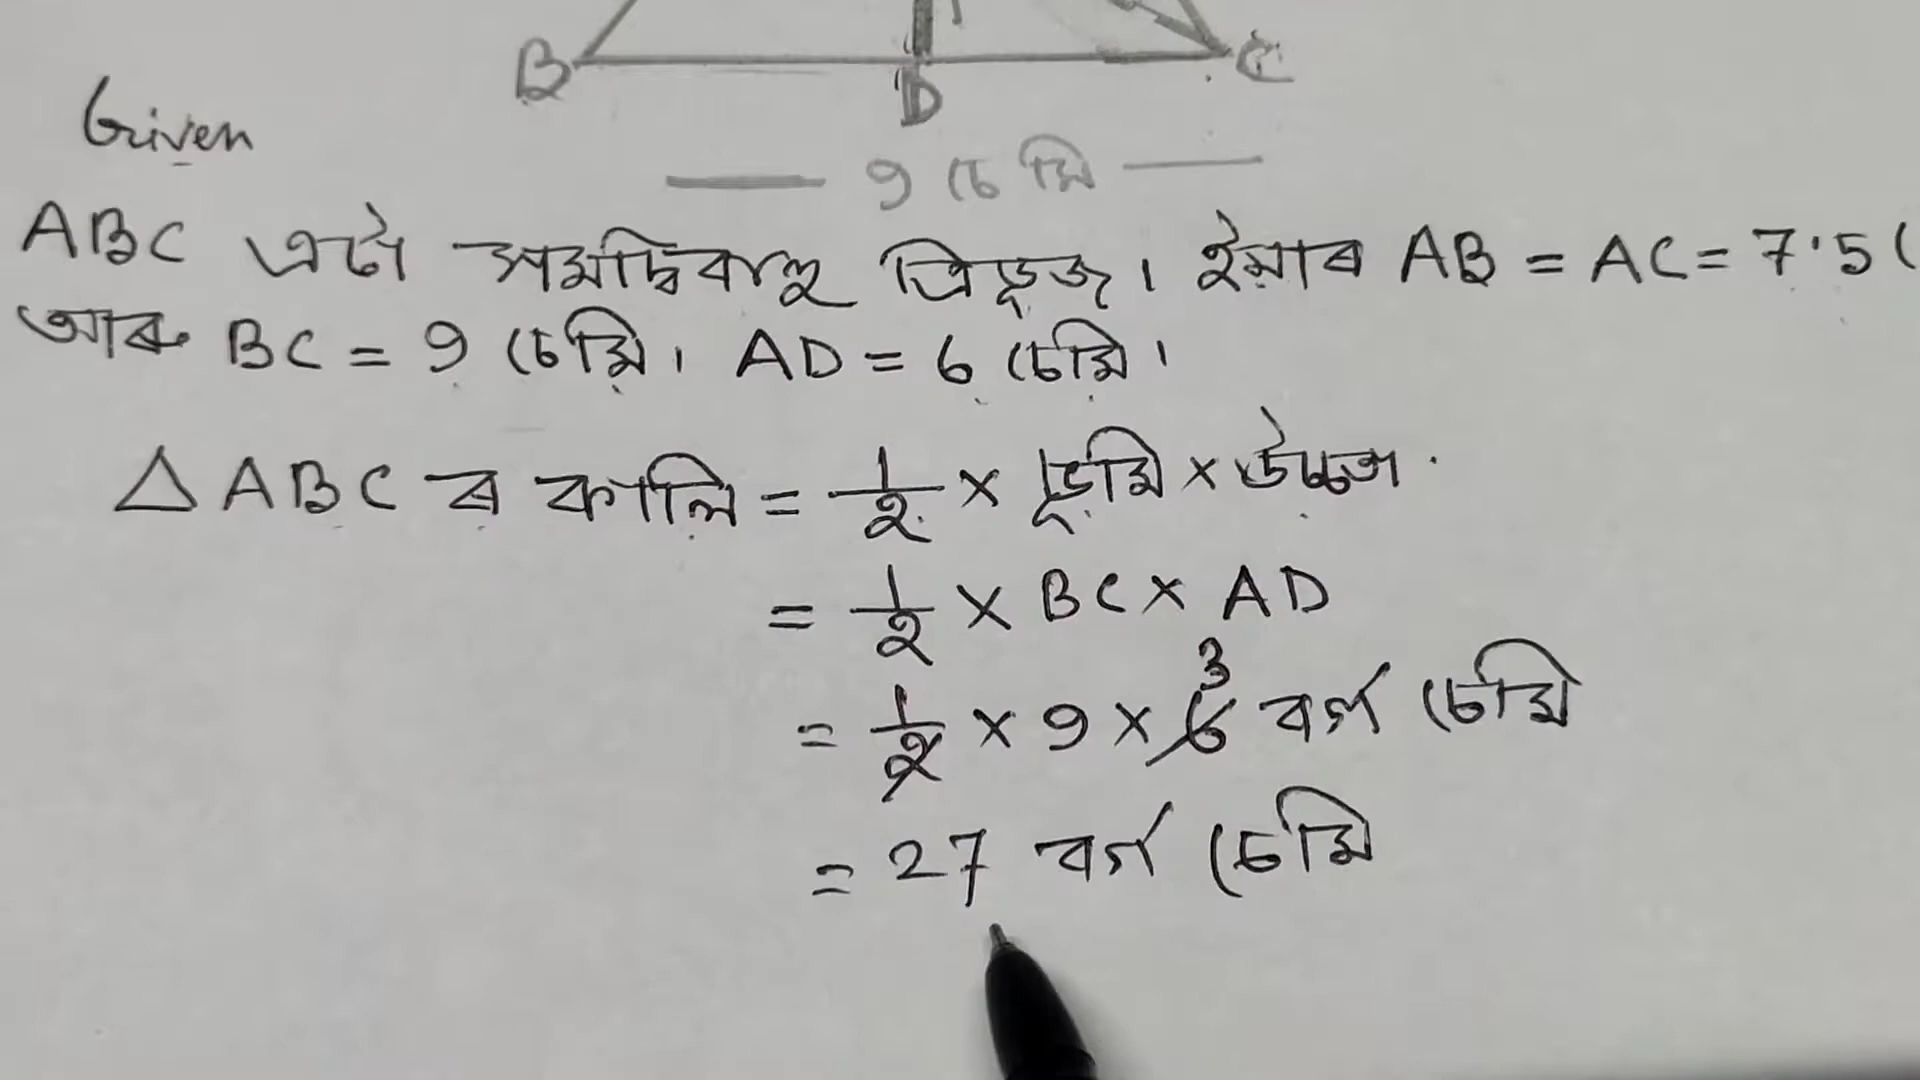 B D C
Given
9 চেমি
ABC এটা সমদ্বিবাহু ত্ৰিভূজ। ইয়াৰ AB = AC = 7.5 (
আৰু BC = 9 চেমি। AD = 6 চেমি।
△ ABC ৰ কালি = 1/2 × ভূমি × উচ্চতা
= 1/2 × BC × AD
= 1/2 × 9 × 6 3 বৰ্গ চেমি
= 27 বৰ্গ চেমি